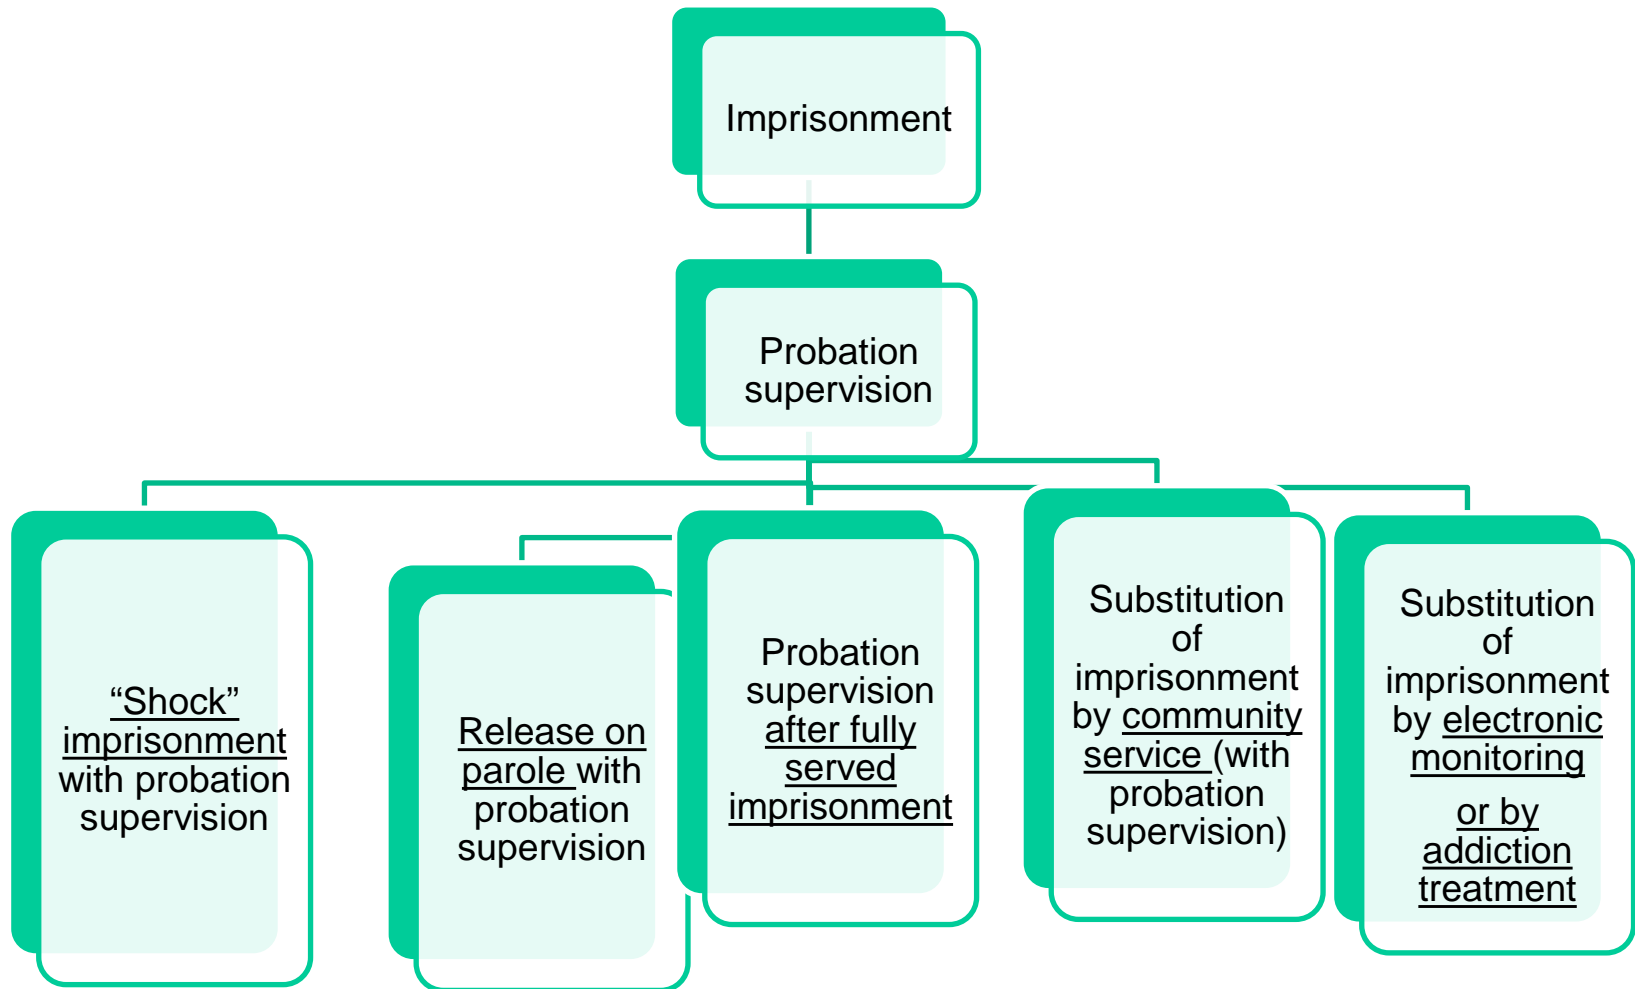 Imprisonment
Probation
supervision
“Shock”
imprisonment
with probation
supervision
Release on
parole with
probation
supervision
Probation
supervision
after fully
served
imprisonment
Substitution
of
imprisonment
by community
service (with
probation
supervision)
Substitution
of
imprisonment
by electronic
monitoring
or by
addiction
treatment